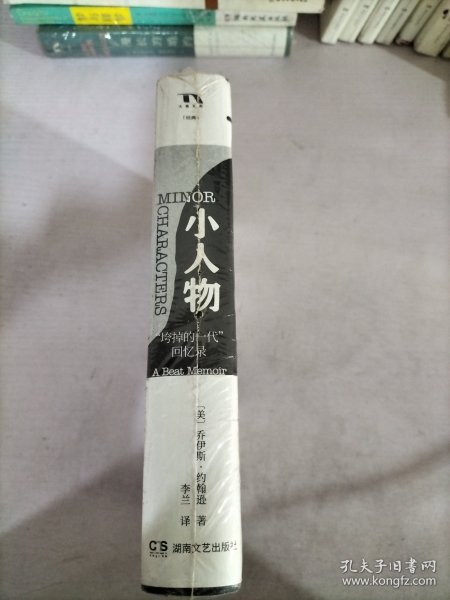 MINOR
CHARACTERS
小人物
“垮掉的一代”
回忆录
A Beat Memoir
〔美〕乔伊斯·约翰逊 著
李兰 译
CS 湖南文艺出版社
孔夫子旧书网
www.kongfz.com